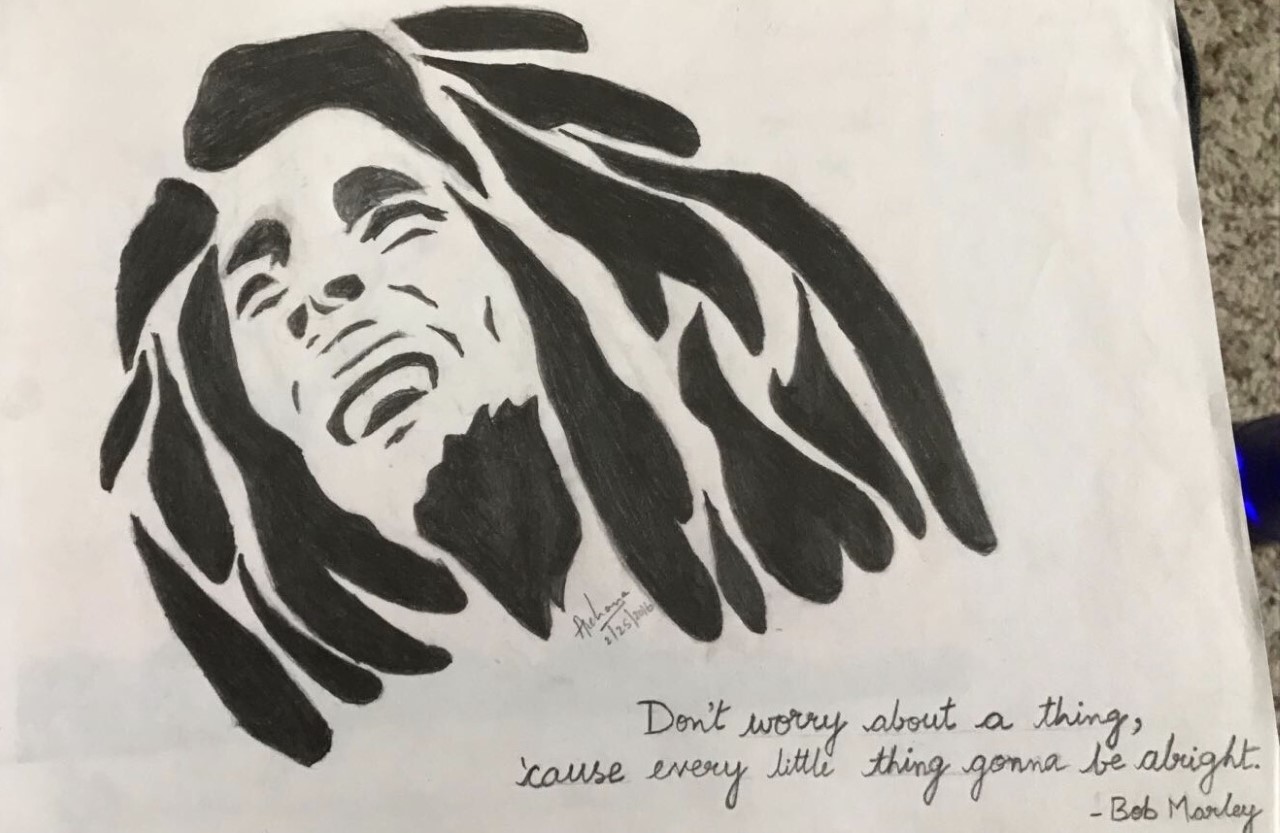 Archana
2/25/2016
Don't worry about a thing,
'cause every little thing gonna be alright.
-Bob Marley